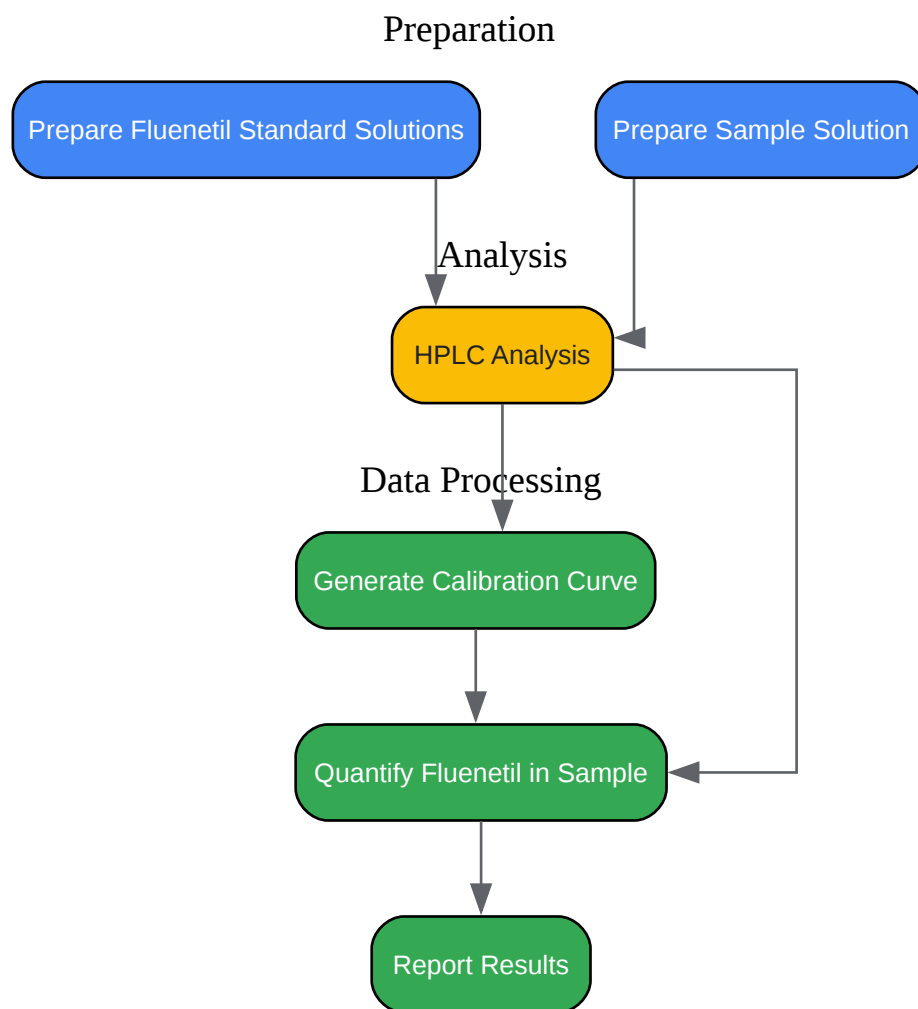 Preparation
Prepare Fluenetil Standard Solutions
Prepare Sample Solution
Analysis
HPLC Analysis
Data Processing
Generate Calibration Curve
Quantify Fluenetil in Sample
Report Results